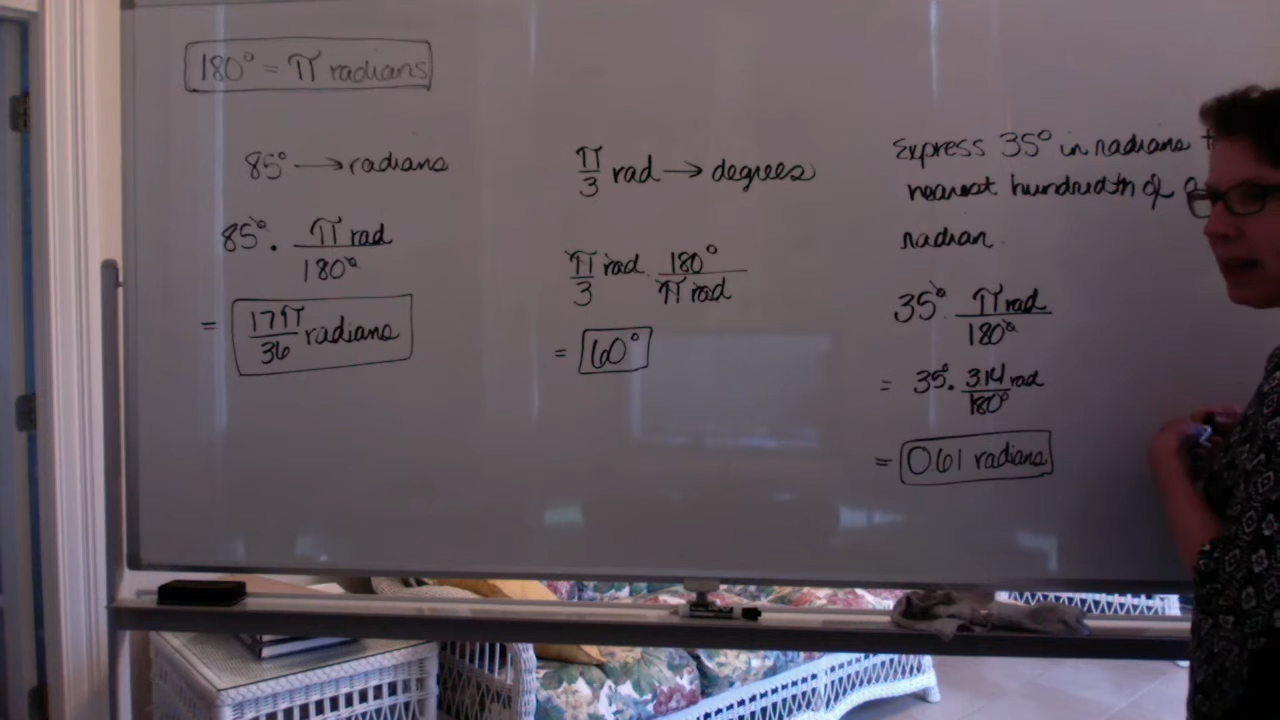 180° = π radians
85° → radians
85° · π rad / 180°
= 17π/36 radians
π/3 rad → degrees
π/3 rad · 180° / π rad
= 60°
Express 35° in radians
nearest hundredth of a
radian.
35° · π rad / 180°
= 35° · 3.14 rad / 180°
= 0.61 radians